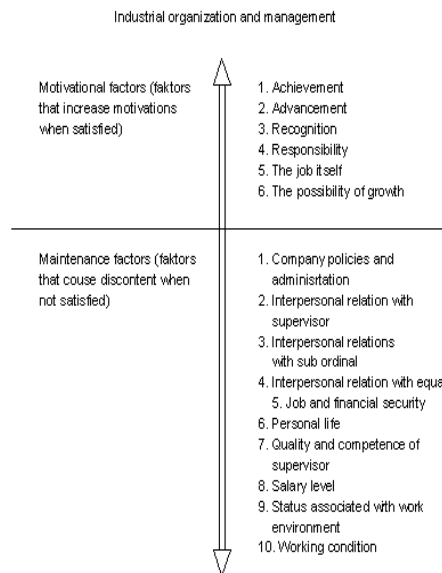 Industrial organization and management
Motivational factors (faktors
that increase motivations
when satisfied)
1. Achievement
2. Advancement
3. Recognition
4. Responsibility
5. The job itself
6. The possibility of growth
Maintenance factors (faktors
that couse discontent when
not satisfied)
1. Company policies and
adminisrtation
2. Interpersonal relation with
supervisor
3. Interpersonal relations
with sub ordinal
4. Interpersonal relation with equa
5. Job and financial security
6. Personal life
7. Quality and competence of
supervisor
8. Salary level
9. Status associated with work
environment
10. Working condition